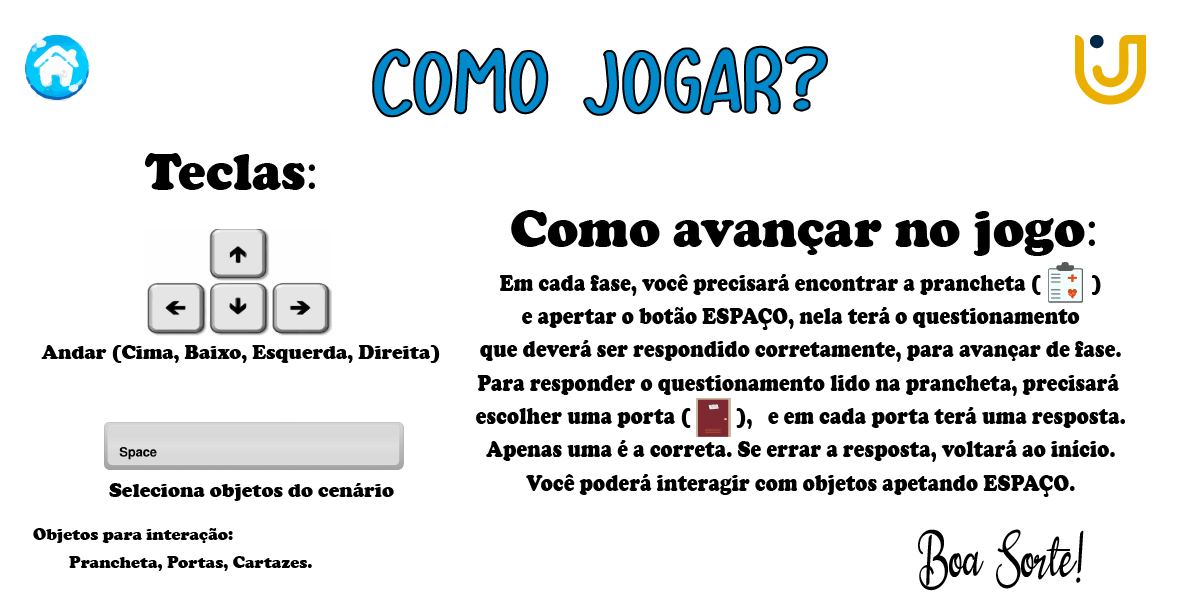 COMO JOGAR?
Teclas:
Andar (Cima, Baixo, Esquerda, Direita)
Space
Seleciona objetos do cenário
Objetos para interação:
Prancheta, Portas, Cartazes.
Como avançar no jogo:
Em cada fase, você precisará encontrar a prancheta ( )
e apertar o botão ESPAÇO, nela terá o questionamento
que deverá ser respondido corretamente, para avançar de fase.
Para responder o questionamento lido na prancheta, precisará
escolher uma porta ( ), e em cada porta terá uma resposta.
Apenas uma é a correta. Se errar a resposta, voltará ao início.
Você poderá interagir com objetos apetando ESPAÇO.
Boa Sorte!